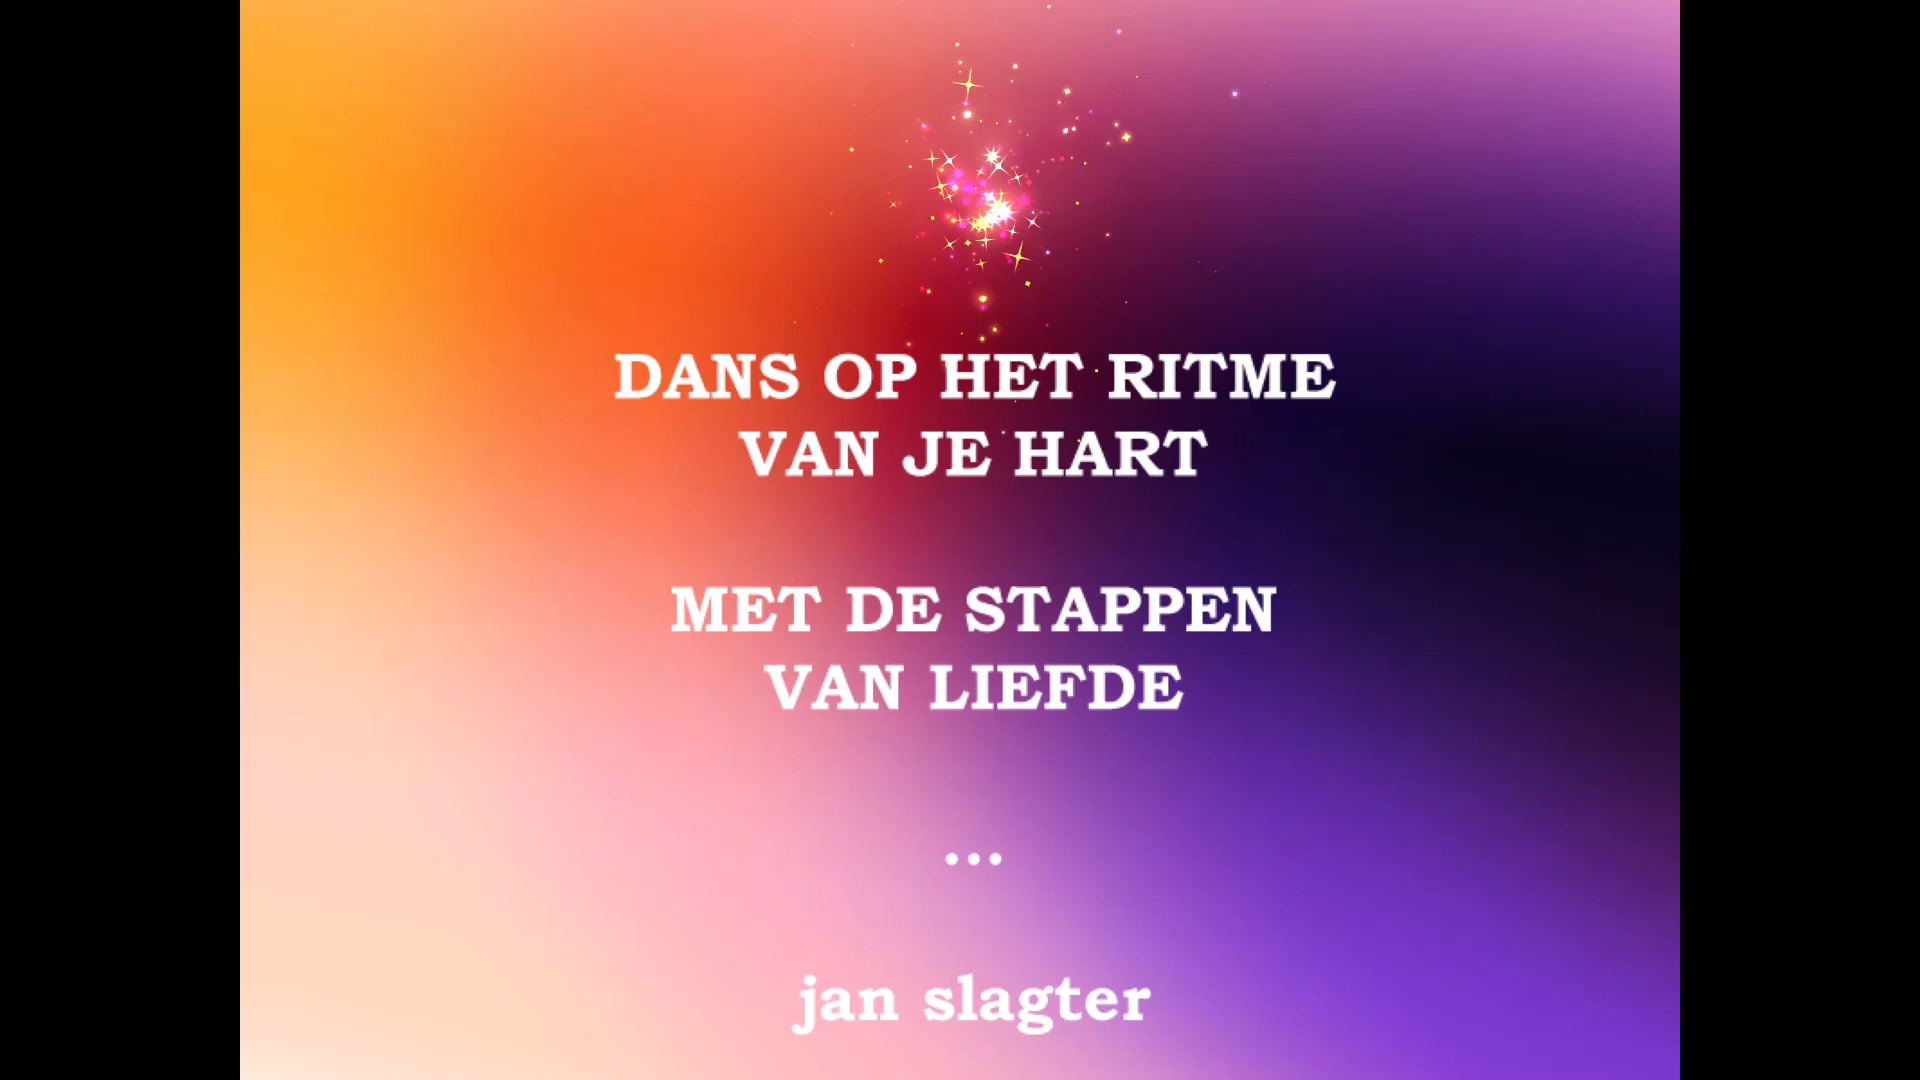 DANS OP HET RITME
VAN JE HART
MET DE STAPPEN
VAN LIEFDE
...
jan slagter